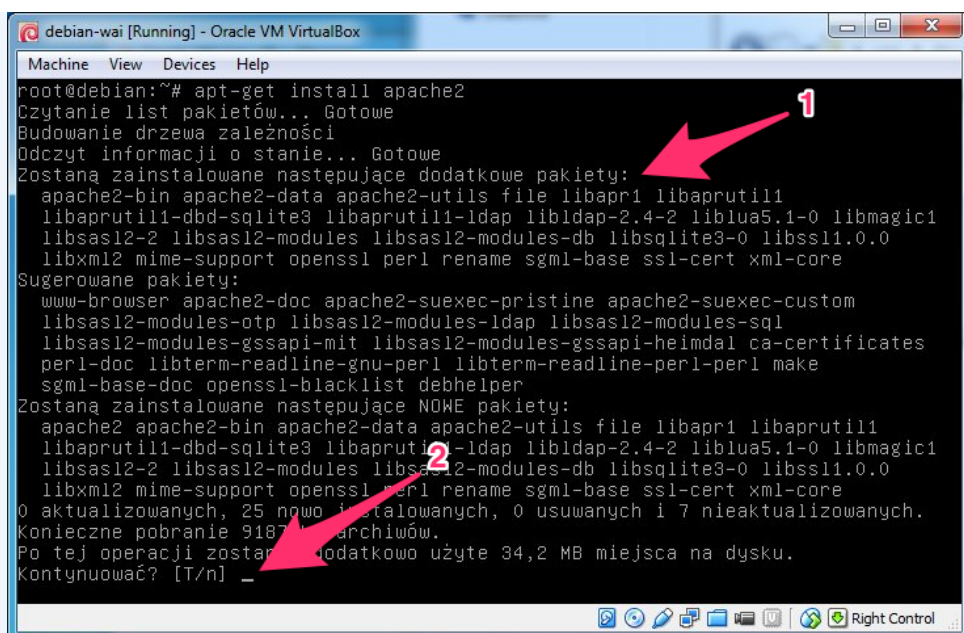 debian-wai [Running] - Oracle VM VirtualBox
Machine View Devices Help
root@debian:~# apt-get install apache2
Czytanie list pakietów... Gotowe
Budowanie drzewa zależności
Odczyt informacji o stanie... Gotowe
Zostaną zainstalowane następujące dodatkowe pakiety:
1
apache2-bin apache2-data apache2-utils file libapr1 libaprutil1
libaprutil1-dbd-sqlite3 libaprutil1-ldap libldap-2.4-2 liblua5.1-0 libmagic1
libsasl2-2 libsasl2-modules libsasl2-modules-db libsqlite3-0 libssl1.0.0
libxml2 mime-support openssl perl rename sgml-base ssl-cert xml-core
Sugerowane pakiety:
www-browser apache2-doc apache2-suexec-pristine apache2-suexec-custom
libsasl2-modules-otp libsasl2-modules-ldap libsasl2-modules-sql
libsasl2-modules-gssapi-mit libsasl2-modules-gssapi-heimdal ca-certificates
perl-doc libterm-readline-gnu-perl libterm-readline-perl-perl make
sgml-base-doc openssl-blacklist debhelper
Zostaną zainstalowane następujące NOWE pakiety:
apache2 apache2-bin apache2-data apache2-utils file libapr1 libaprutil1
libaprutil1-dbd-sqlite3 libaprutil1-ldap libldap-2.4-2 liblua5.1-0 libmagic1
2
libsasl2-2 libsasl2-modules libsasl2-modules-db libsqlite3-0 libssl1.0.0
libxml2 mime-support openssl perl rename sgml-base ssl-cert xml-core
0 aktualizowanych, 25 nowo instalowanych, 0 usuwanych i 7 nieaktualizowanych.
Konieczne pobranie 9187 archiwów.
Po tej operacji zostanie dodatkowo użyte 34,2 MB miejsca na dysku.
Kontynuować? [T/n] _
Right Control